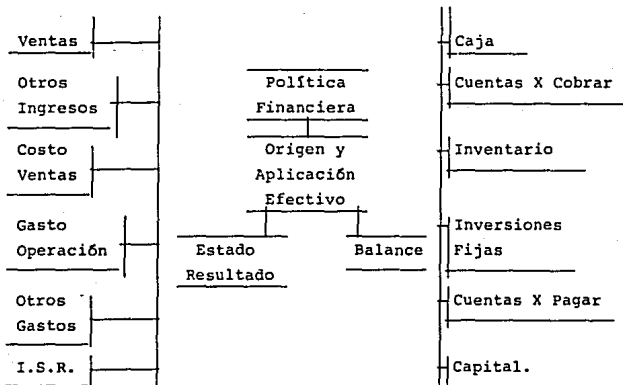 Ventas
Otros
Ingresos
Costo
Ventas
Gasto
Operación
Otros
Gastos
I.S.R.
Política
Financiera
Origen y
Aplicación
Efectivo
Estado
Resultado
Balance
Caja
Cuentas X Cobrar
Inventario
Inversiones
Fijas
Cuentas X Pagar
Capital.